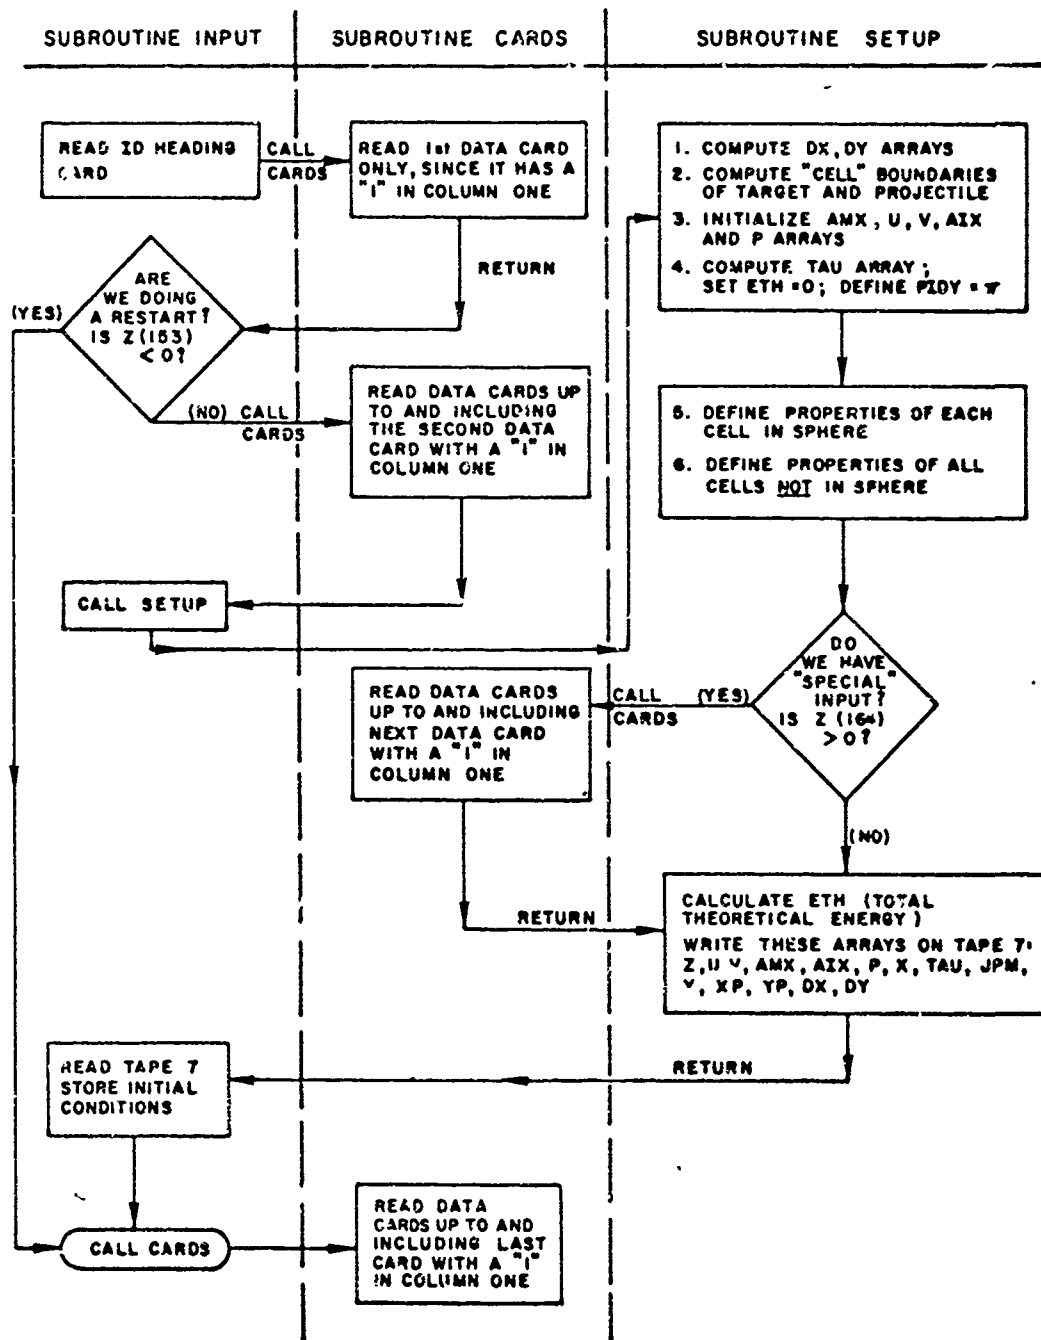 SUBROUTINE INPUT
SUBROUTINE CARDS
SUBROUTINE SETUP
READ ID HEADING
CARD
CALL
CARDS
READ 1st DATA CARD
ONLY, SINCE IT HAS A
"1" IN COLUMN ONE
1. COMPUTE DX, DY ARRAYS
2. COMPUTE "CELL" BOUNDARIES
OF TARGET AND PROJECTILE
3. INITIALIZE AMX, U, V, AIX
AND P ARRAYS
4. COMPUTE TAU ARRAY;
SET ETH = 0; DEFINE PIDY = π
RETURN
ARE
WE DOING
A RESTART?
IS Z(153)
< 0?
(YES)
(NO) CALL
CARDS
READ DATA CARDS UP
TO AND INCLUDING
THE SECOND DATA
CARD WITH A "1" IN
COLUMN ONE
5. DEFINE PROPERTIES OF EACH
CELL IN SPHERE
6. DEFINE PROPERTIES OF ALL
CELLS NOT IN SPHERE
CALL SETUP
DO
WE HAVE
"SPECIAL"
INPUT?
IS Z(164)
> 0?
CALL (YES)
CARDS
READ DATA CARDS
UP TO AND INCLUDING
NEXT DATA CARD
WITH A "1" IN
COLUMN ONE
(NO)
RETURN
CALCULATE ETH (TOTAL
THEORETICAL ENERGY)
WRITE THESE ARRAYS ON TAPE 7:
Z, U, V, AMX, AIX, P, X, TAU, JPM,
XP, YP, DX, DY
RETURN
READ TAPE 7
STORE INITIAL
CONDITIONS
CALL CARDS
READ DATA
CARDS UP TO AND
INCLUDING LAST
CARD WITH A "1"
IN COLUMN ONE